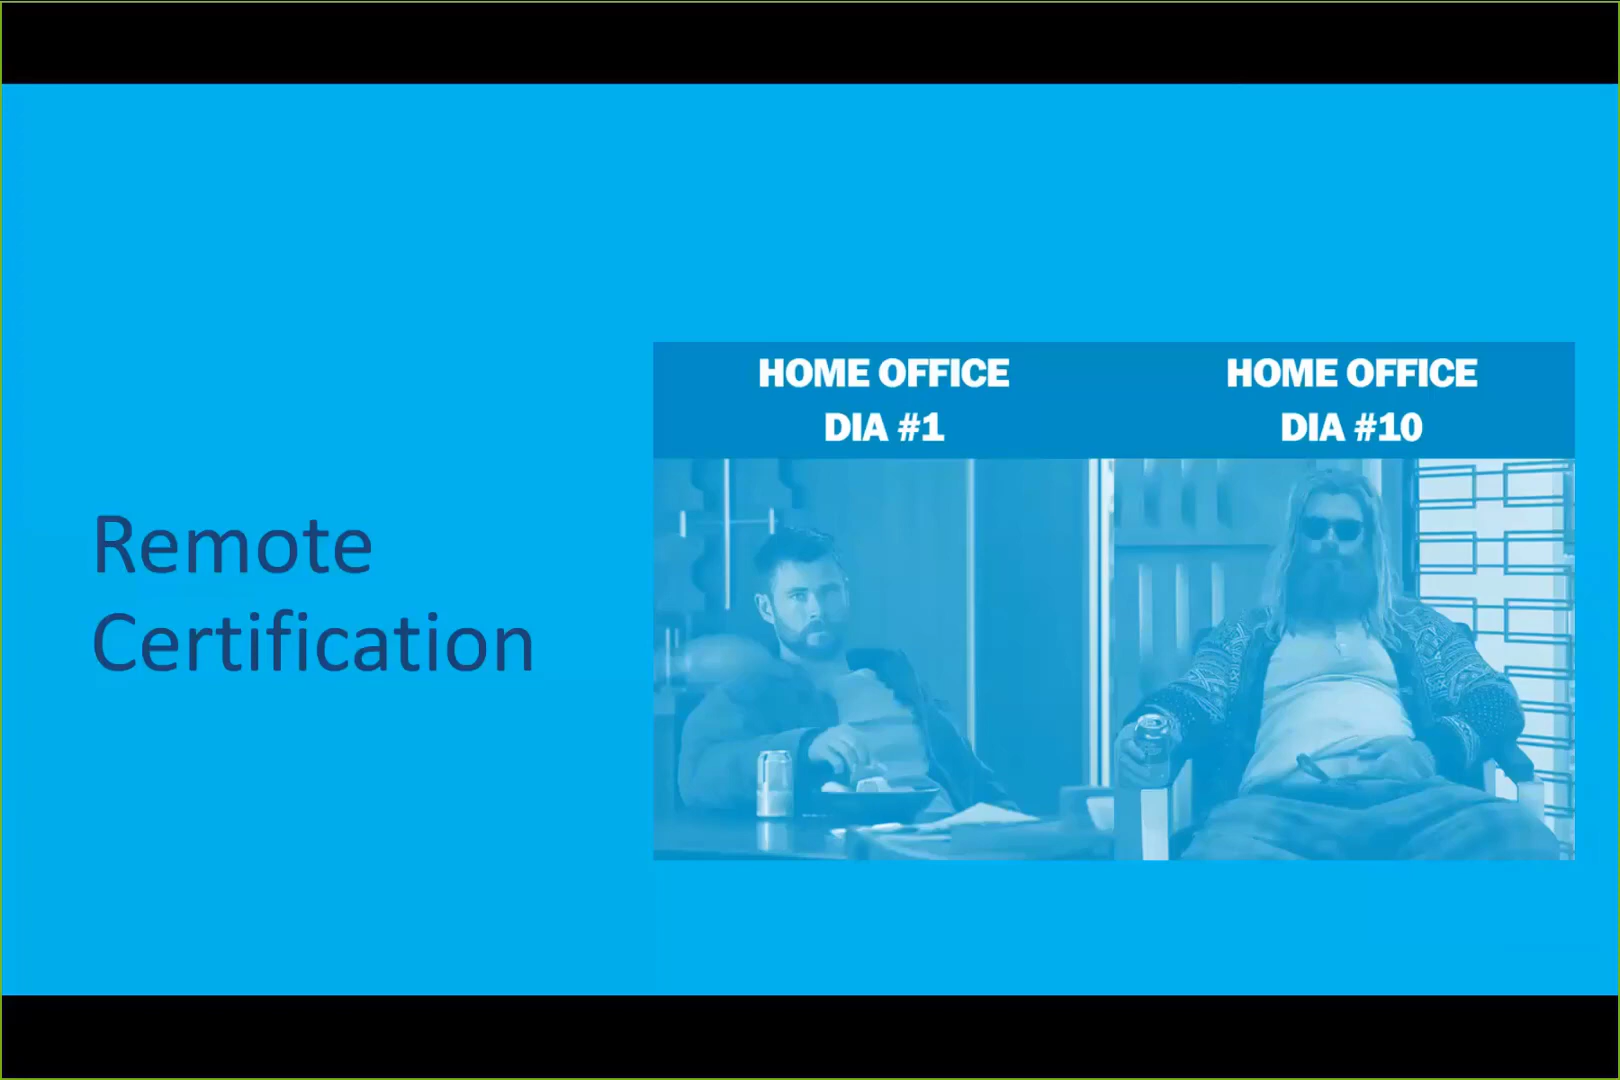 Remote
Certification
HOME OFFICE
DIA #1
HOME OFFICE
DIA #10